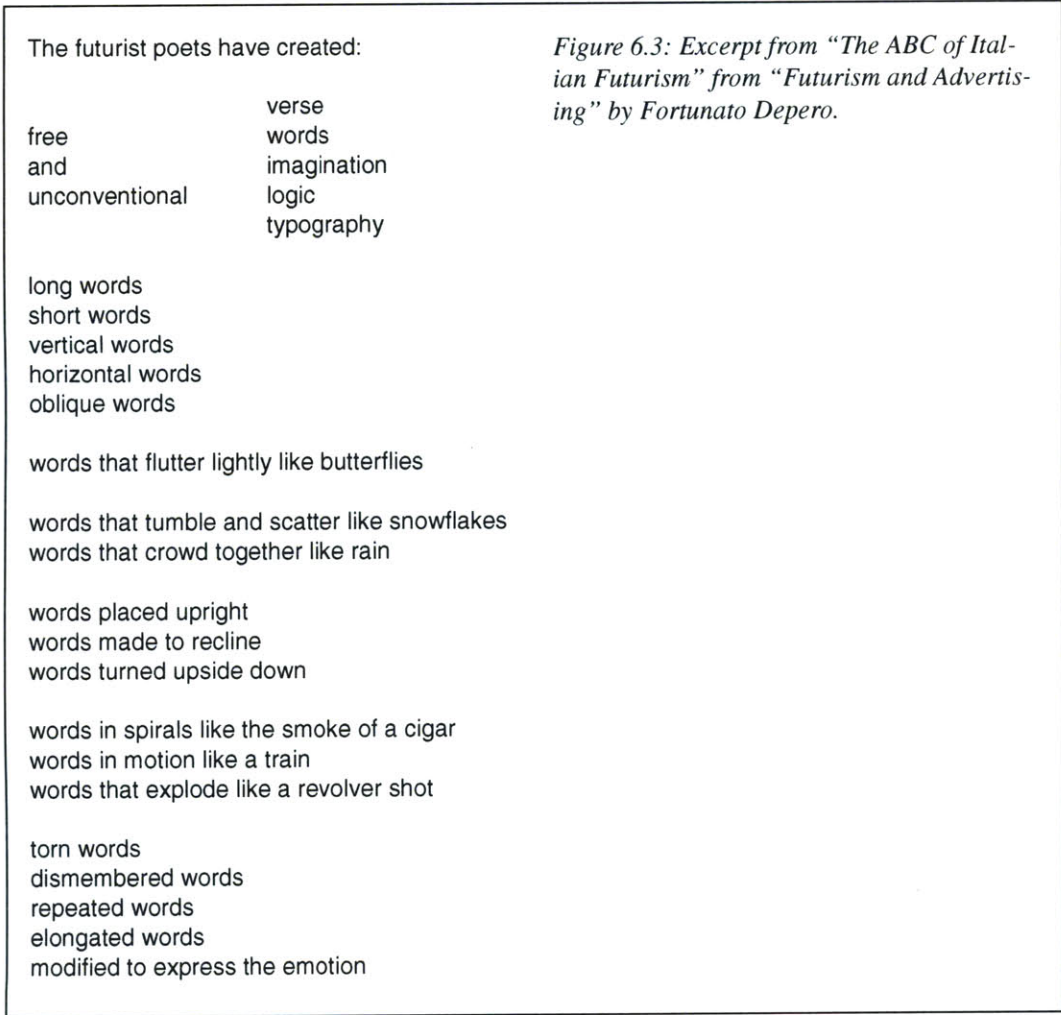 The futurist poets have created:
verse
free words
and imagination
unconventional logic
typography
long words
short words
vertical words
horizontal words
oblique words
words that flutter lightly like butterflies
words that tumble and scatter like snowflakes
words that crowd together like rain
words placed upright
words made to recline
words turned upside down
words in spirals like the smoke of a cigar
words in motion like a train
words that explode like a revolver shot
torn words
dismembered words
repeated words
elongated words
modified to express the emotion
Figure 6.3: Excerpt from “The ABC of Ital-
ian Futurism” from “Futurism and Advertis-
ing” by Fortunato Depero.